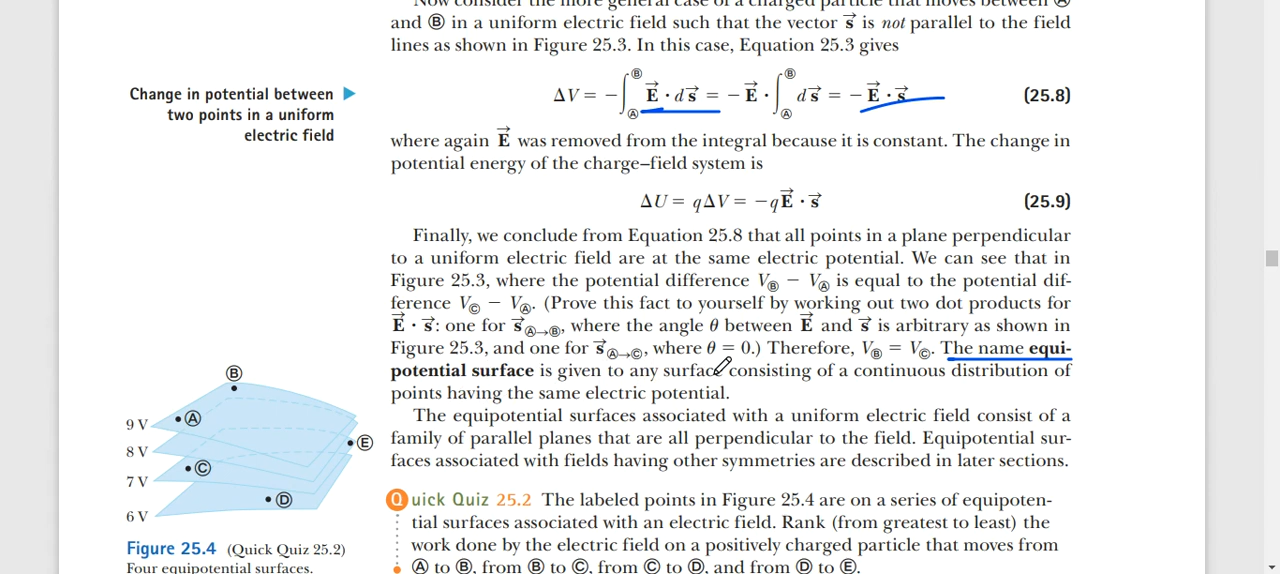 Now consider the more general case of a charged particle that moves between Ⓐ
and Ⓑ in a uniform electric field such that the vector s⃗ is not parallel to the field
lines as shown in Figure 25.3. In this case, Equation 25.3 gives
Change in potential between
two points in a uniform
electric field
ΔV = −∫_Ⓐ^Ⓑ E⃗ · ds⃗ = −E⃗ · ∫_Ⓐ^Ⓑ ds⃗ = −E⃗ · s⃗ (25.8)
where again E⃗ was removed from the integral because it is constant. The change in
potential energy of the charge–field system is
ΔU = qΔV = −qE⃗ · s⃗ (25.9)
Finally, we conclude from Equation 25.8 that all points in a plane perpendicular
to a uniform electric field are at the same electric potential. We can see that in
Figure 25.3, where the potential difference V_Ⓑ − V_Ⓐ is equal to the potential dif-
ference V_Ⓒ − V_Ⓐ. (Prove this fact to yourself by working out two dot products for
E⃗ · s⃗: one for s⃗_Ⓐ→Ⓑ, where the angle θ between E⃗ and s⃗ is arbitrary as shown in
Figure 25.3, and one for s⃗_Ⓐ→Ⓒ, where θ = 0.) Therefore, V_Ⓑ = V_Ⓒ. The name equi-
potential surface is given to any surface consisting of a continuous distribution of
points having the same electric potential.
The equipotential surfaces associated with a uniform electric field consist of a
family of parallel planes that are all perpendicular to the field. Equipotential sur-
faces associated with fields having other symmetries are described in later sections.
Ⓑ
Ⓐ
9 V
Ⓔ
8 V
Ⓒ
7 V
Ⓓ
6 V
Figure 25.4 (Quick Quiz 25.2)
Four equipotential surfaces.
Quick Quiz 25.2 The labeled points in Figure 25.4 are on a series of equipoten-
tial surfaces associated with an electric field. Rank (from greatest to least) the
work done by the electric field on a positively charged particle that moves from
Ⓐ to Ⓑ, from Ⓑ to Ⓒ, from Ⓒ to Ⓓ, and from Ⓓ to Ⓔ.